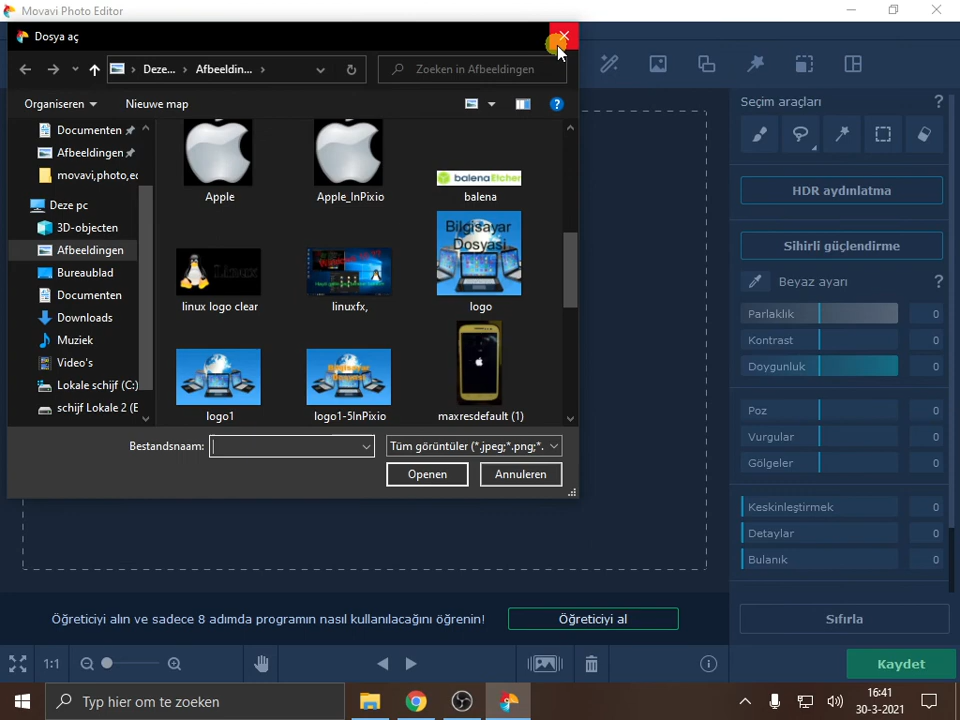 Movavi Photo Editor
Dosya aç
Deze...
Afbeeldin...
Zoeken in Afbeeldingen
Organiseren
Nieuwe map
Documenten
Afbeeldingen
movavi,photo,ec
Deze pc
3D-objecten
Afbeeldingen
Bureaublad
Documenten
Downloads
Muziek
Video's
Lokale schijf (C:)
schijf Lokale 2 (E
Apple
Apple_InPixio
balenaEtcher
balena
Linux
linux logo clear
linuxfx,
Bilgisayar
Dosyası
logo
logo1
Bilgisayar
Dosyası
logo1-5InPixio
maxresdefault (1)
Bestandsnaam:
Tüm görüntüler (*.jpeg;*.png;*.
Openen
Annuleren
Seçim araçları
?
HDR aydınlatma
Sihirli güçlendirme
Beyaz ayarı
?
Parlaklık 0
Kontrast 0
Doygunluk 0
Poz 0
Vurgular 0
Gölgeler 0
Keskinleştirmek 0
Detaylar 0
Bulanık 0
Sıfırla
Öğreticiyi alın ve sadece 8 adımda programın nasıl kullanılacağını öğrenin!
Öğreticiyi al
1:1
Kaydet
Typ hier om te zoeken
16:41
30-3-2021